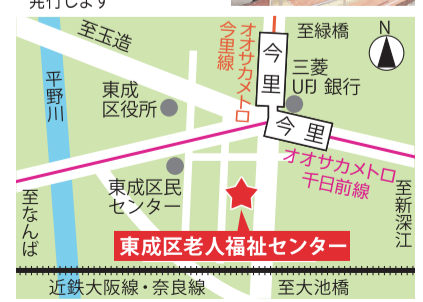 発行します
至玉造
オオサカメトロ
今里線
至緑橋
N
今里
三菱
UFJ 銀行
平野川
東成
区役所
今里
オオサカメトロ
千日前線
東成区民
センター
至なんば
至新深江
東成区老人福祉センター
近鉄大阪線・奈良線
至大池橋